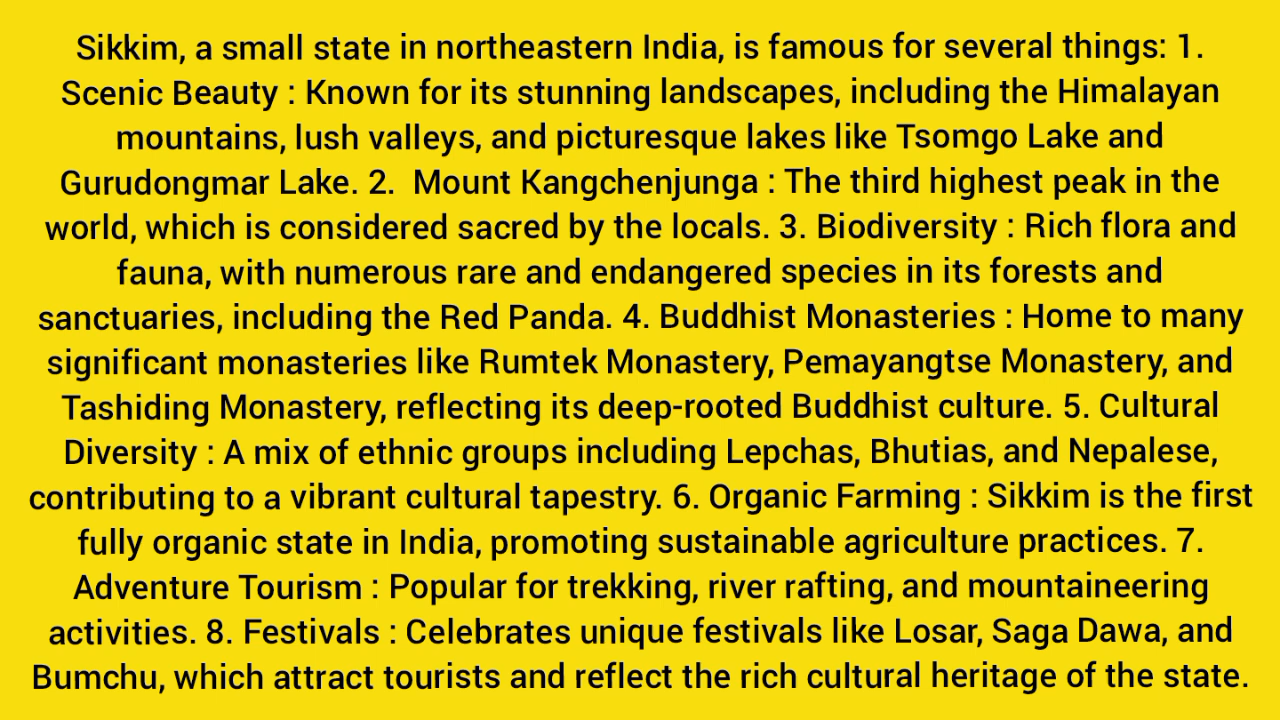 Sikkim, a small state in northeastern India, is famous for several things: 1.
Scenic Beauty : Known for its stunning landscapes, including the Himalayan
mountains, lush valleys, and picturesque lakes like Tsomgo Lake and
Gurudongmar Lake. 2.  Mount Kangchenjunga : The third highest peak in the
world, which is considered sacred by the locals. 3. Biodiversity : Rich flora and
fauna, with numerous rare and endangered species in its forests and
sanctuaries, including the Red Panda. 4. Buddhist Monasteries : Home to many
significant monasteries like Rumtek Monastery, Pemayangtse Monastery, and
Tashiding Monastery, reflecting its deep-rooted Buddhist culture. 5. Cultural
Diversity : A mix of ethnic groups including Lepchas, Bhutias, and Nepalese,
contributing to a vibrant cultural tapestry. 6. Organic Farming : Sikkim is the first
fully organic state in India, promoting sustainable agriculture practices. 7.
Adventure Tourism : Popular for trekking, river rafting, and mountaineering
activities. 8. Festivals : Celebrates unique festivals like Losar, Saga Dawa, and
Bumchu, which attract tourists and reflect the rich cultural heritage of the state.